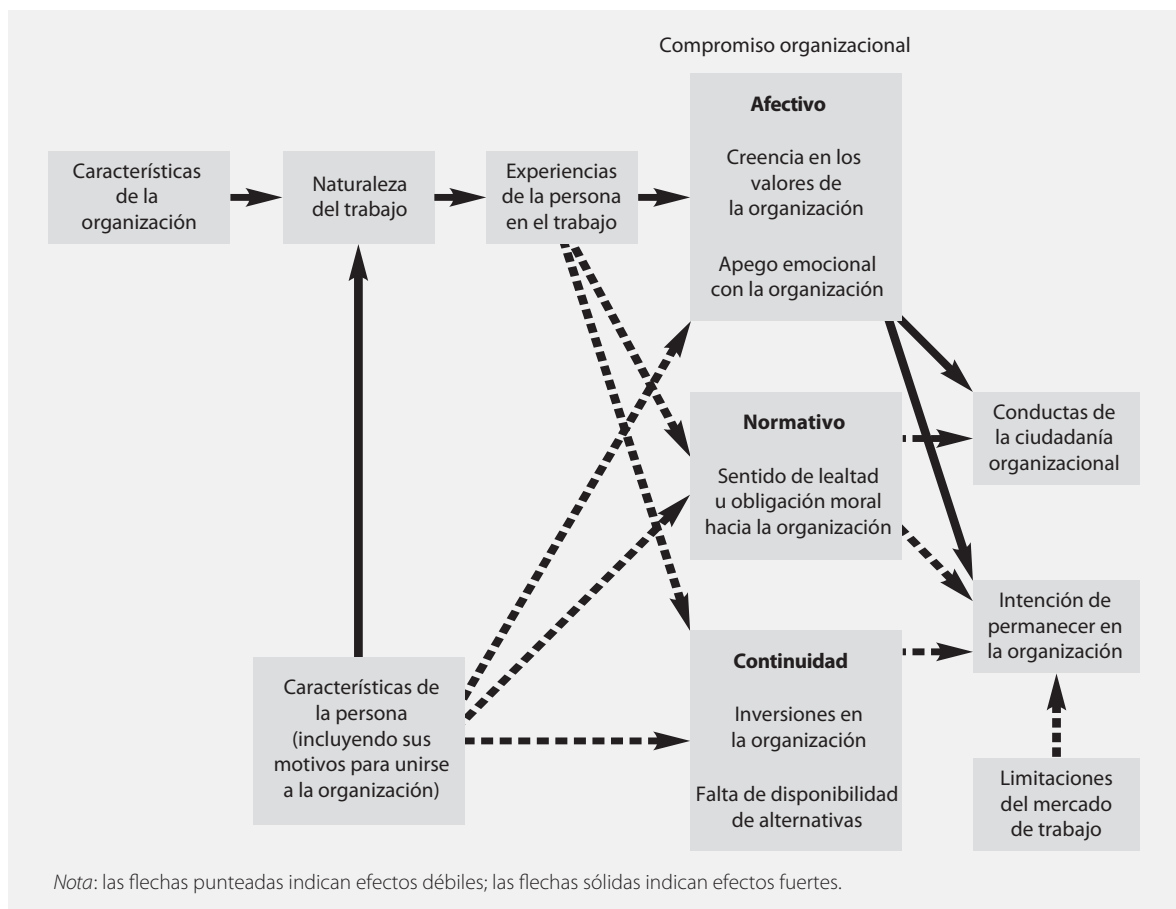 Compromiso organizacional
Afectivo
Creencia en los
valores de
la organización
Apego emocional
con la organización
Características
de la
organización
Naturaleza
del trabajo
Experiencias
de la persona
en el trabajo
Normativo
Sentido de lealtad
u obligación moral
hacia la organización
Conductas de
la ciudadanía
organizacional
Intención de
permanecer en
la organización
Características de
la persona
(incluyendo sus
motivos para unirse
a la organización)
Continuidad
Inversiones en
la organización
Falta de disponibilidad
de alternativas
Limitaciones
del mercado
de trabajo
Nota: las flechas punteadas indican efectos débiles; las flechas sólidas indican efectos fuertes.